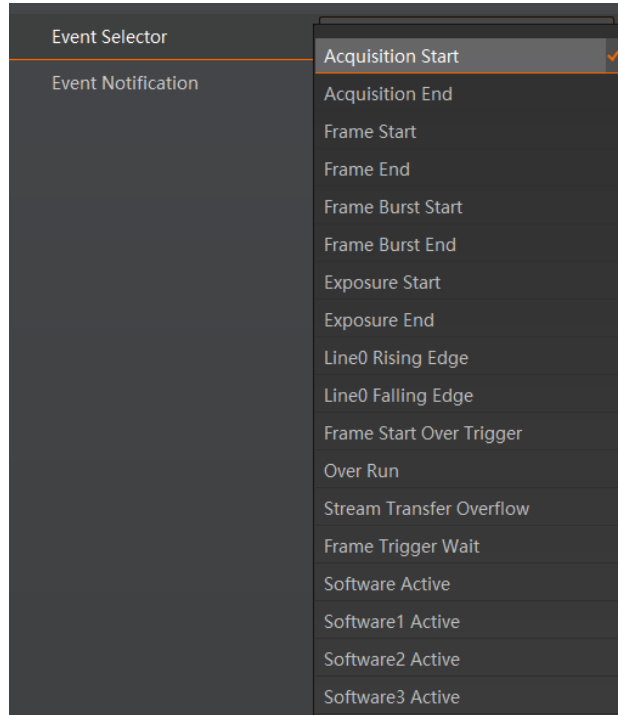 Event Selector
Event Notification
Acquisition Start
Acquisition End
Frame Start
Frame End
Frame Burst Start
Frame Burst End
Exposure Start
Exposure End
Line0 Rising Edge
Line0 Falling Edge
Frame Start Over Trigger
Over Run
Stream Transfer Overflow
Frame Trigger Wait
Software Active
Software1 Active
Software2 Active
Software3 Active